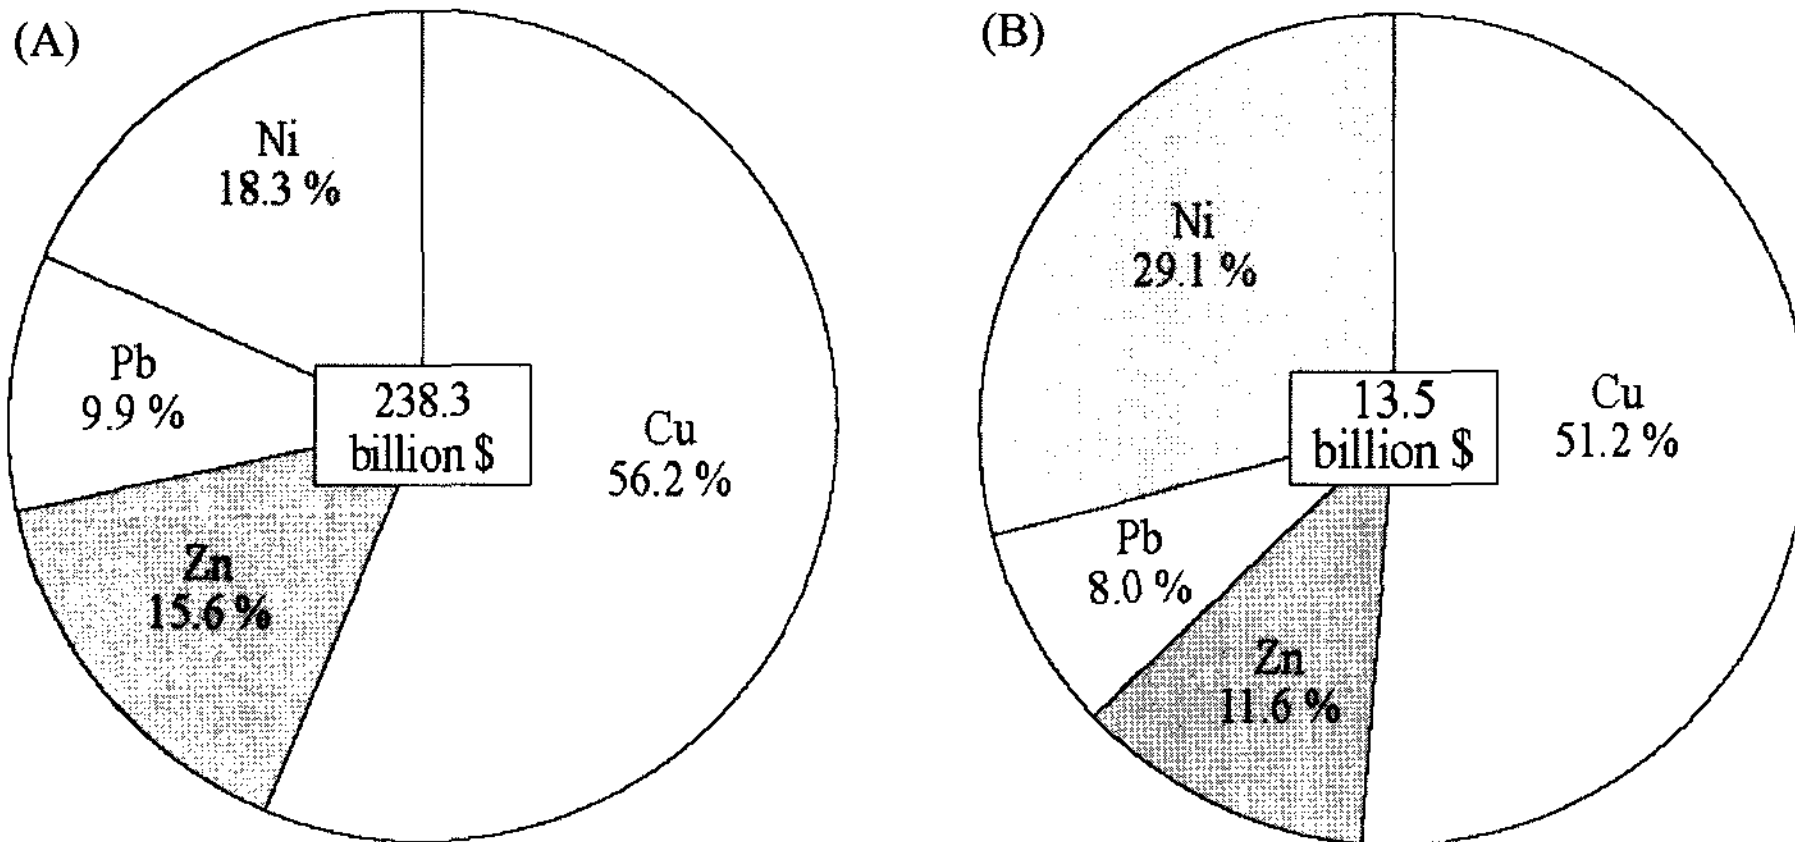 (A)
Ni
18.3 %
Pb
9.9 %
238.3
billion $
Cu
56.2 %
Zn
15.6 %
(B)
Ni
29.1 %
13.5
billion $
Cu
51.2 %
Pb
8.0 %
Zn
11.6 %